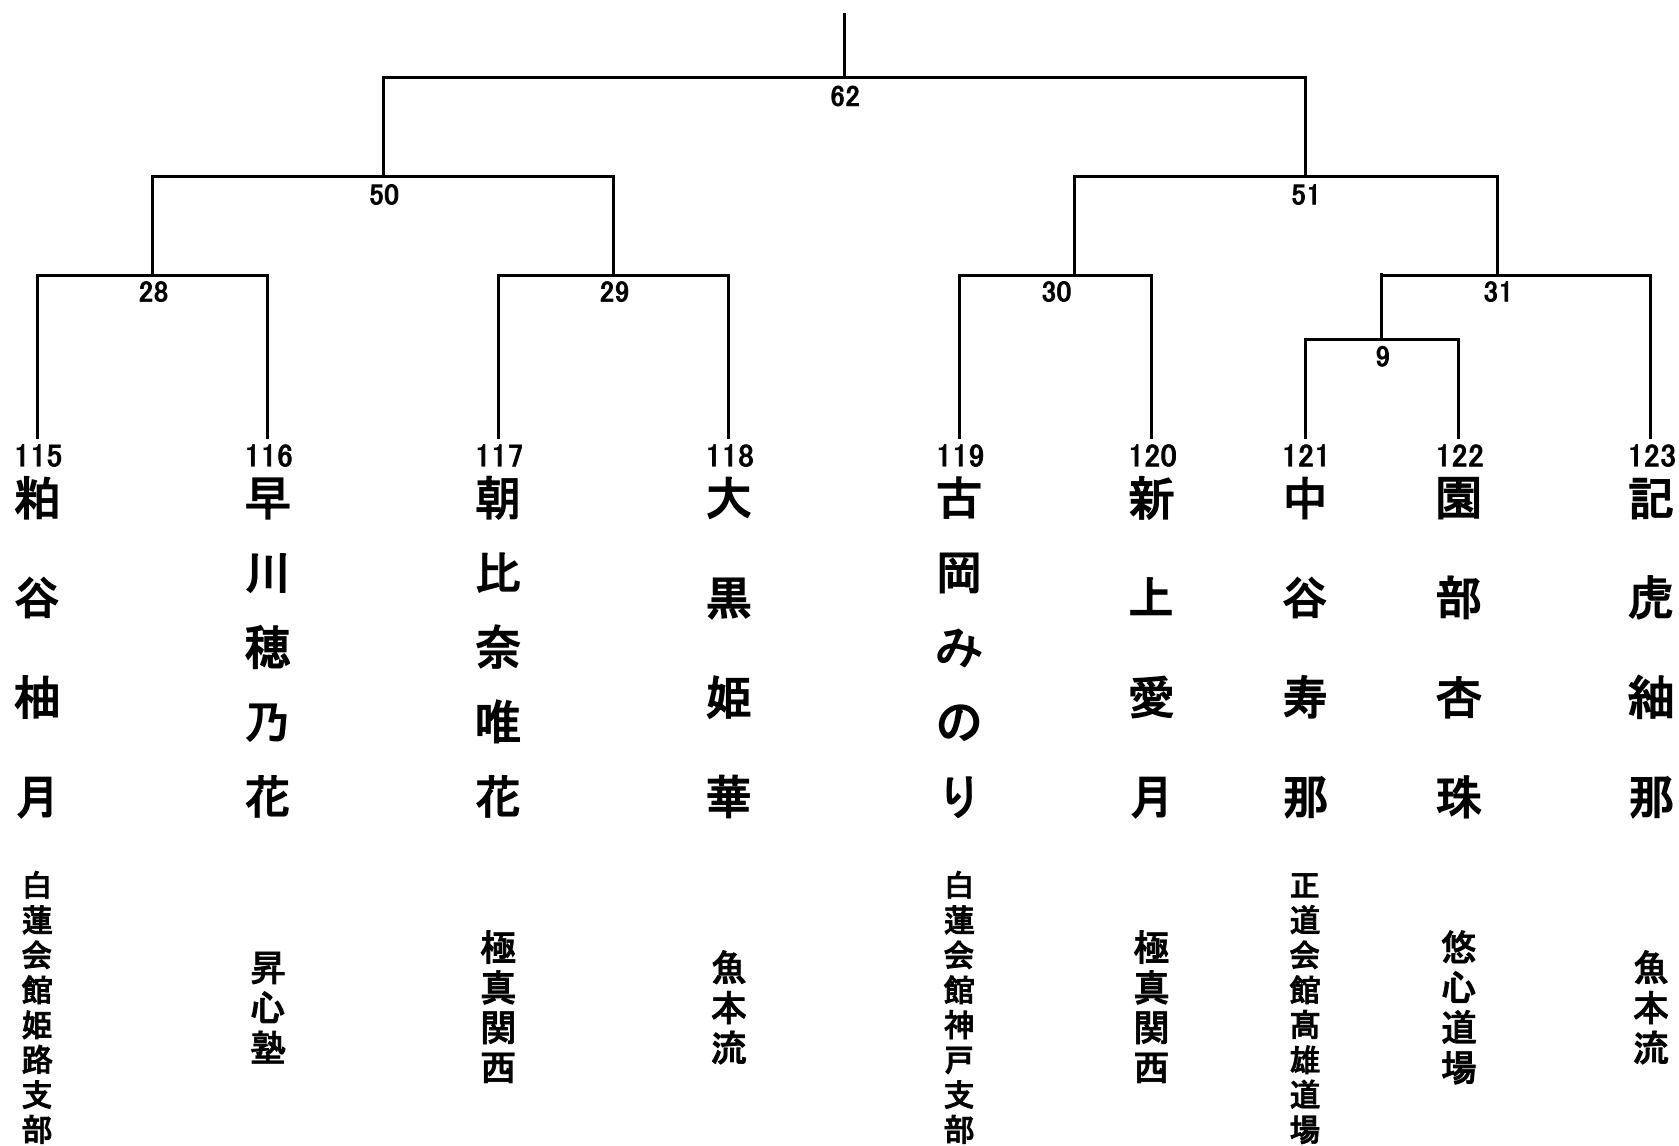 62
50
51
28
29
30
31
9
115
粕谷柚月
白蓮会館姫路支部
116
早川穂乃花
昇心塾
117
朝比奈唯花
極真関西
118
大黒姫華
魚本流
119
古岡みのり
白蓮会館神戸支部
120
新上愛月
極真関西
121
中谷寿那
正道会館髙雄道場
122
園部杏珠
悠心道場
123
記虎紬那
魚本流